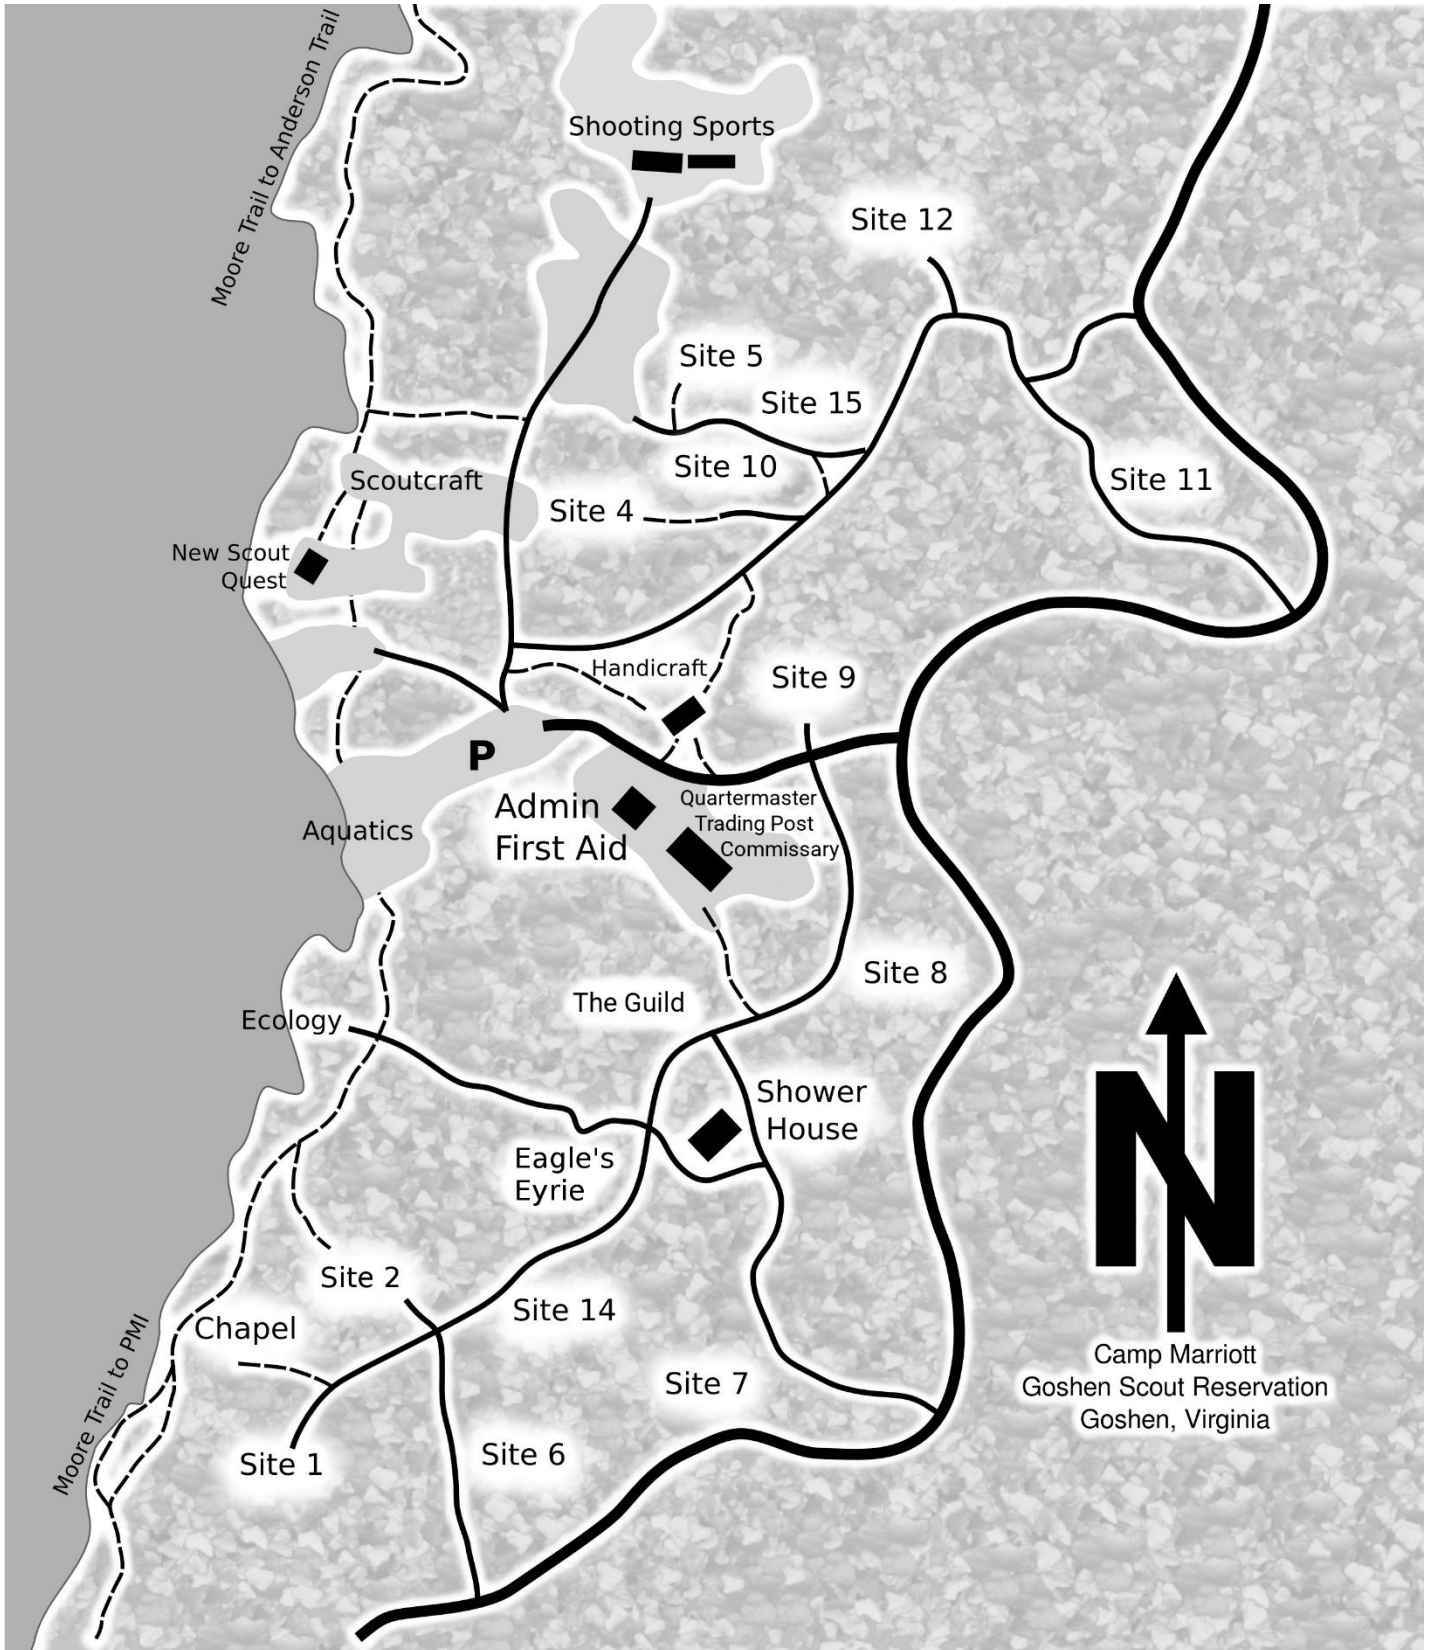 Moore Trail to Anderson Trail
Shooting Sports
Site 12
Site 5
Site 15
Site 10
Scoutcraft
Site 4
Site 11
New Scout
Quest
Handicraft
Site 9
P
Admin
First Aid
Quartermaster
Trading Post
Commissary
Aquatics
Site 8
The Guild
Ecology
Shower
House
Eagle's
Eyrie
Site 2
Site 14
Chapel
Moore Trail to PMI
Site 7
Site 1
Site 6
N
Camp Marriott
Goshen Scout Reservation
Goshen, Virginia